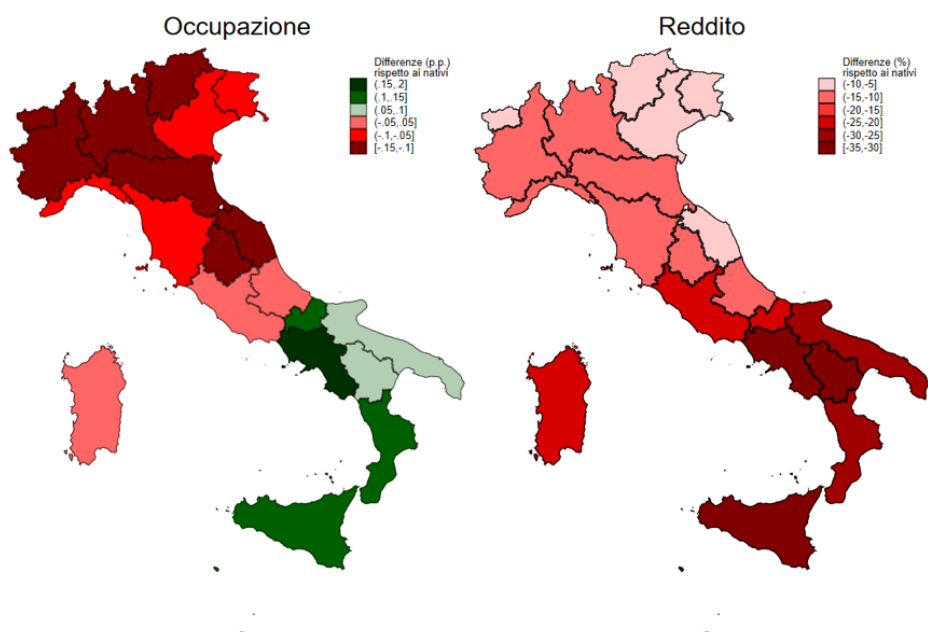 Occupazione
Differenze (p.p.)
rispetto ai nativi
(.15,.2]
(.1,.15]
(.05,.1]
(-.05,.05]
(-.1,-.05]
[-.15,-.1]
Reddito
Differenze (%)
rispetto ai nativi
(-10,-5]
(-15,-10]
(-20,-15]
(-25,-20]
(-30,-25]
[-35,-30]